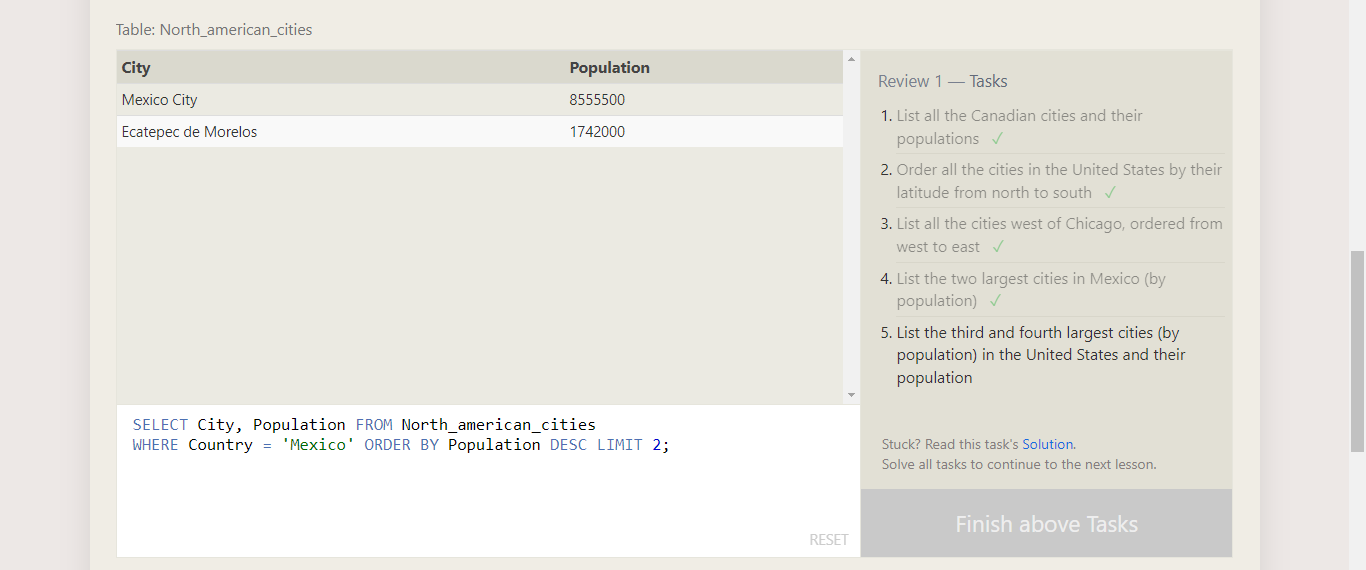 Table: North_american_cities
City Population
Mexico City 8555500
Ecatepec de Morelos 1742000
SELECT City, Population FROM North_american_cities
WHERE Country = 'Mexico' ORDER BY Population DESC LIMIT 2;
RESET
Review 1 — Tasks
1. List all the Canadian cities and their
populations ✓
2. Order all the cities in the United States by their
latitude from north to south ✓
3. List all the cities west of Chicago, ordered from
west to east ✓
4. List the two largest cities in Mexico (by
population) ✓
5. List the third and fourth largest cities (by
population) in the United States and their
population
Stuck? Read this task's Solution.
Solve all tasks to continue to the next lesson.
Finish above Tasks